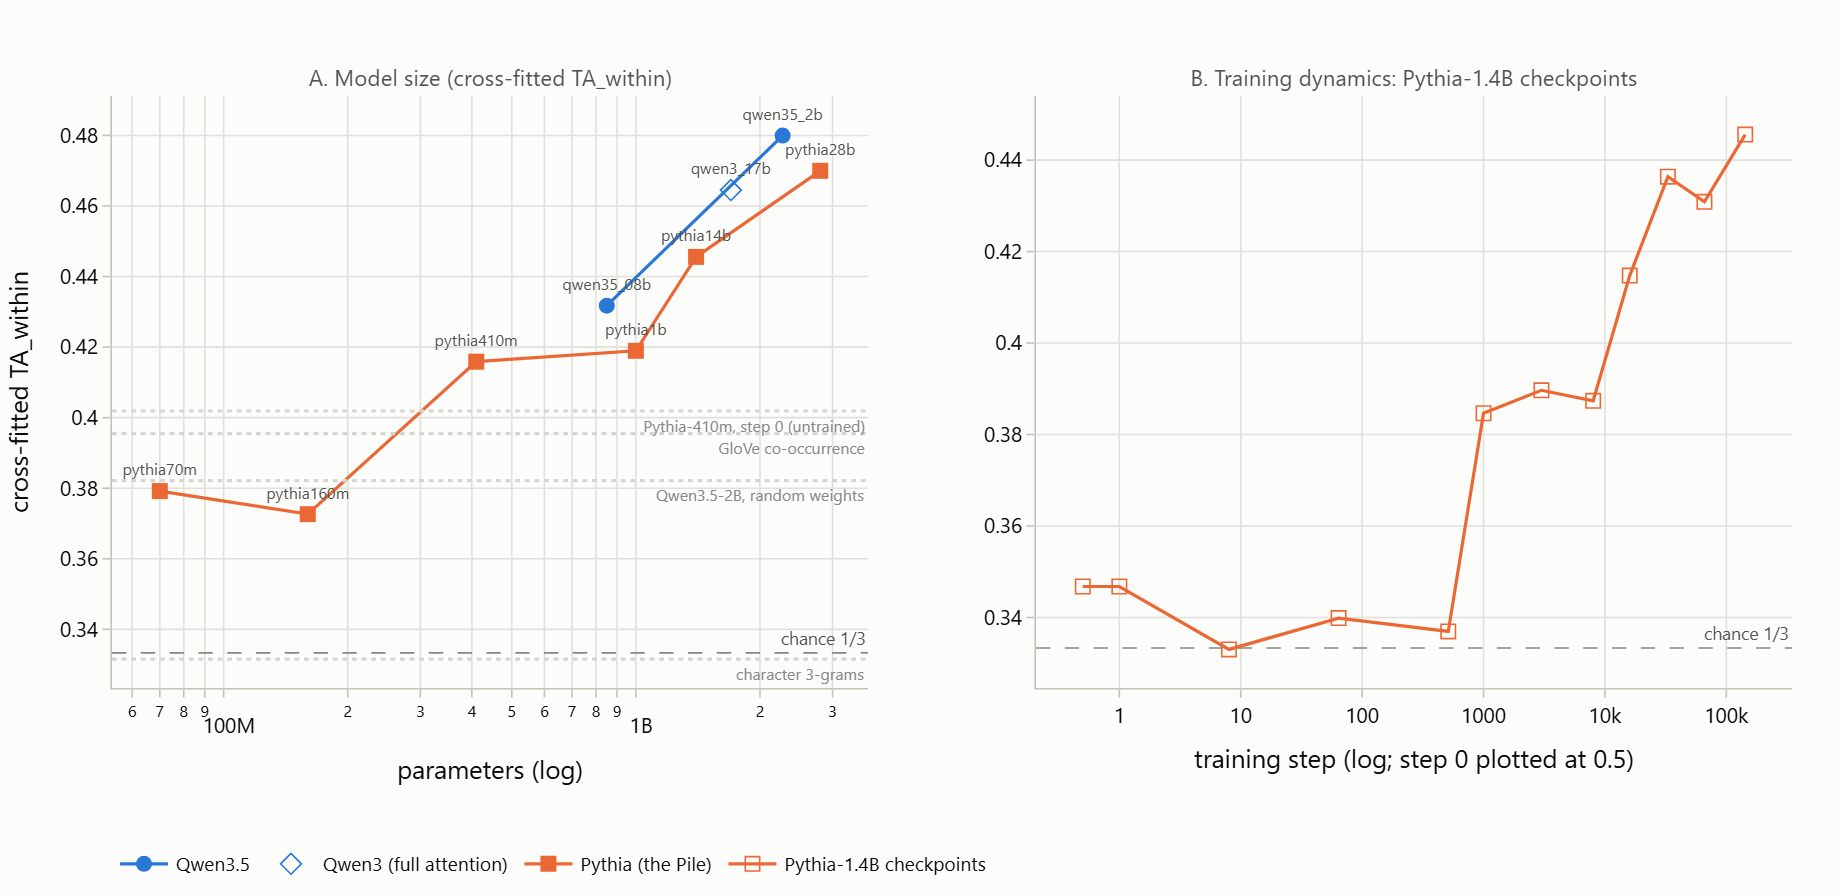 A. Model size (cross-fitted TA_within)
cross-fitted TA_within
0.48
0.46
0.44
0.42
0.4
0.38
0.36
0.34
qwen35_2b
pythia28b
qwen3_17b
pythia14b
qwen35_08b
pythia1b
pythia410m
Pythia-410m, step 0 (untrained)
GloVe co-occurrence
pythia70m
pythia160m
Qwen3.5-2B, random weights
chance 1/3
character 3-grams
6 7 8 9 2 3 4 5 6 7 8 9 2 3
100M 1B
parameters (log)
B. Training dynamics: Pythia-1.4B checkpoints
0.44
0.42
0.4
0.38
0.36
0.34
chance 1/3
1 10 100 1000 10k 100k
training step (log; step 0 plotted at 0.5)
Qwen3.5 Qwen3 (full attention) Pythia (the Pile) Pythia-1.4B checkpoints